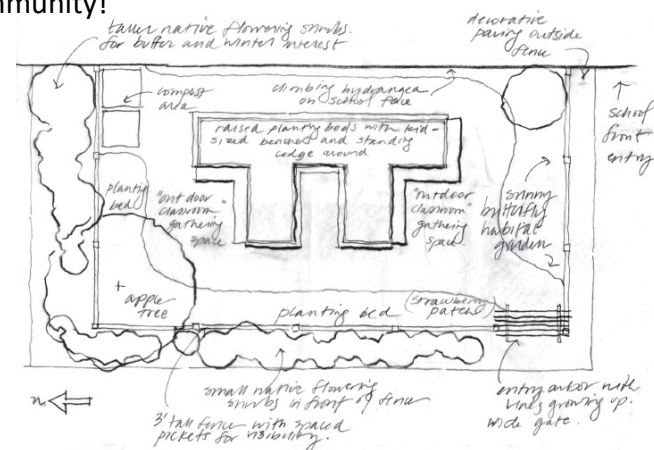 mmunity!
taller native flowering shrubs.
for buffer and winter interest
decorative
paving outside
fence
compost
area
climbing hydrangea
on school fence
school
front
entry
raised planting beds with kid-
sized benches and standing
ledge around
planting
bed
"outdoor
classroom"
gathering
space
"outdoor
classroom"
gathering
space.
sunny
butterfly
habitat
garden
apple
tree
planting bed
(strawberry
patch)
n
small native flowering
shrubs in front of fence
3' tall fence with spaced
pickets for visibility.
entry arbor with
vines growing up.
wide gate.